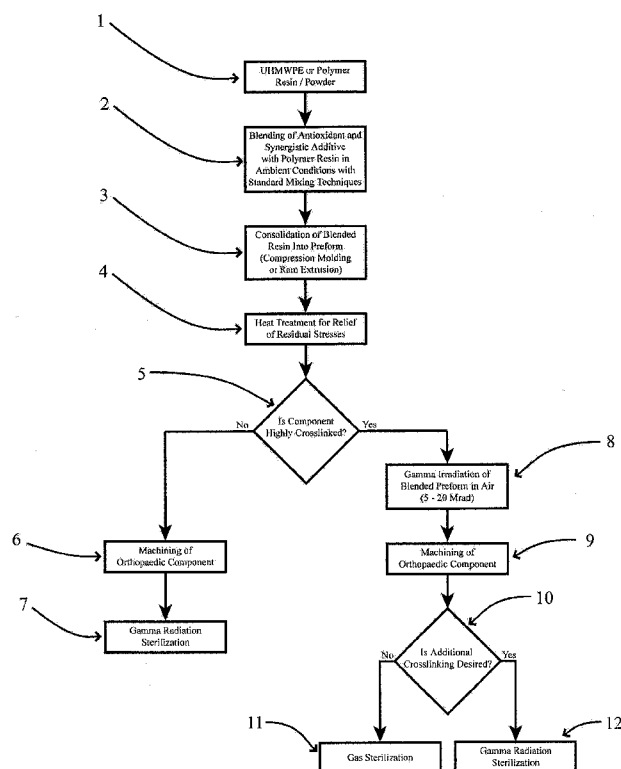 1
UHMWPE or Polymer
Resin / Powder
2
Blending of Antioxidant and
Synergistic Additive
with Polymer Resin in
Ambient Conditions with
Standard Mixing Techniques
3
Consolidation of Blended
Resin Into Preform
(Compression Molding
or Ram Extrusion)
4
Heat Treatment for Relief
of Residual Stresses
5
Is Component
Highly-Crosslinked?
No
Yes
8
Gamma Irradiation of
Blended Preform in Air
(5 - 20 Mrad)
6
Machining of
Orthopaedic Component
9
Machining of
Orthopaedic Component
7
Gamma Radiation
Sterilization
10
Is Additional
Crosslinking Desired?
No
Yes
11
Gas Sterilization
12
Gamma Radiation
Sterilization